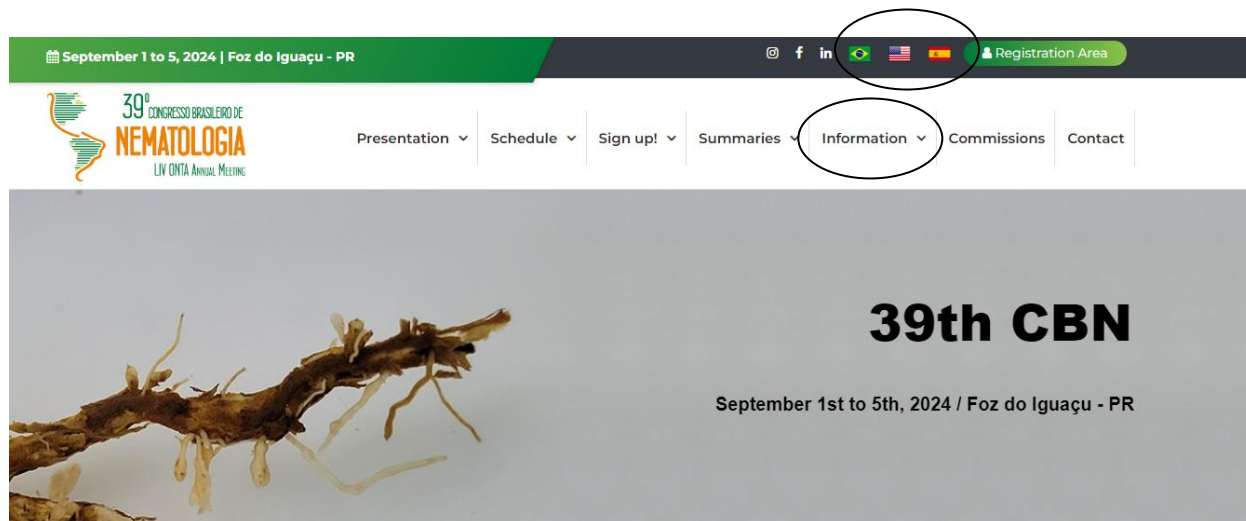 September 1 to 5, 2024 | Foz do Iguaçu - PR
f in Registration Area
39º CONGRESSO BRASILEIRO DE
NEMATOLOGIA
LIV ONTA ANNUAL MEETING
Presentation Schedule Sign up! Summaries Information Commissions Contact
39th CBN
September 1st to 5th, 2024 / Foz do Iguaçu - PR